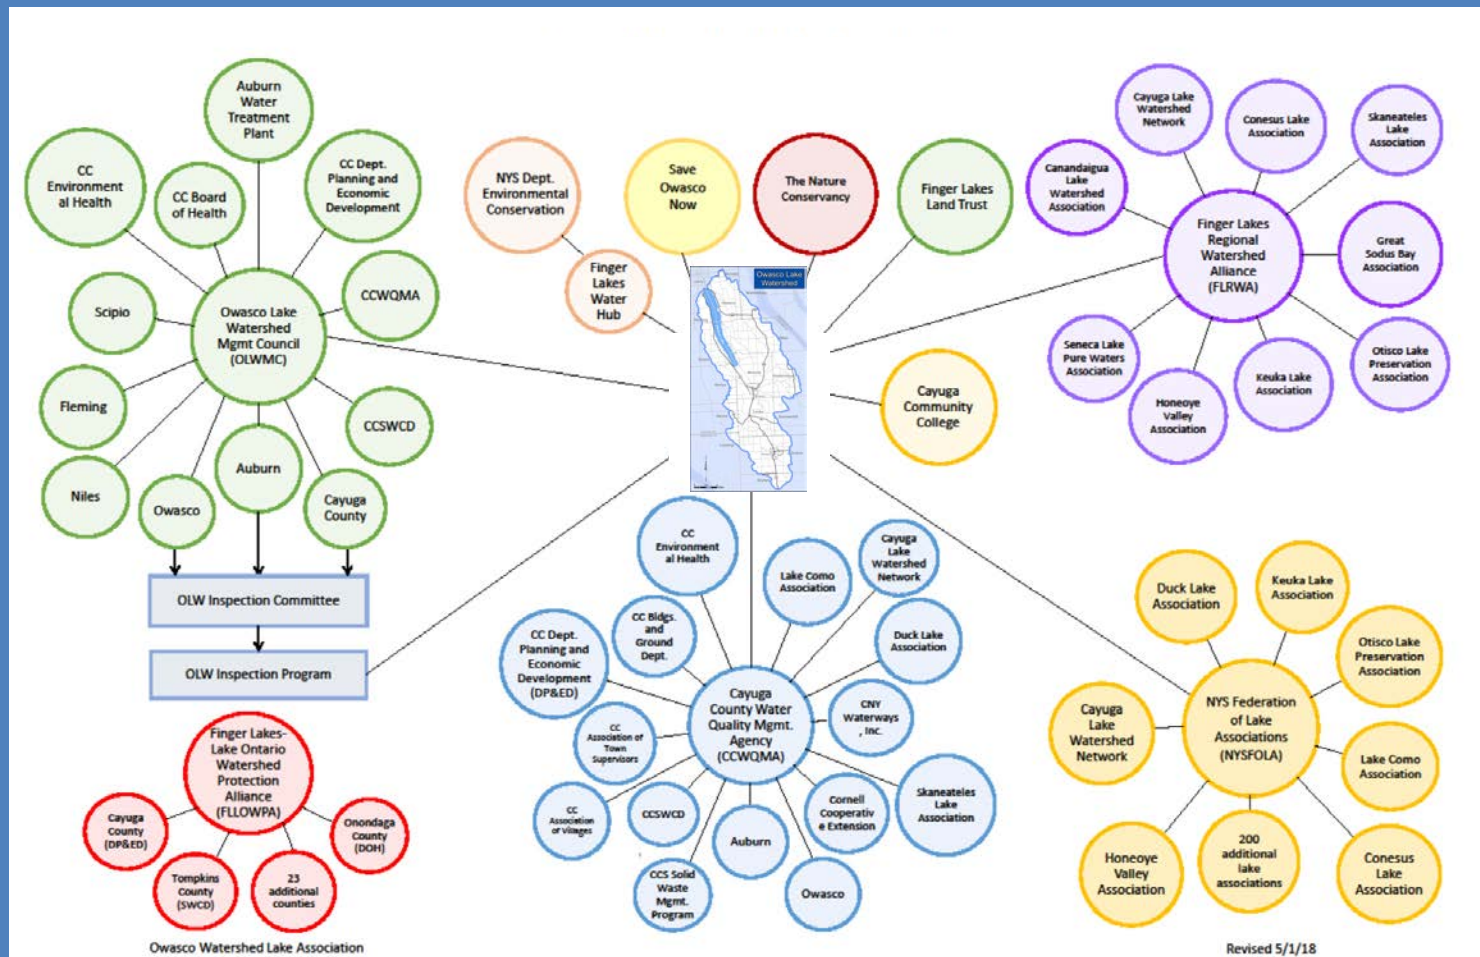 Auburn
Water
Treatment
Plant
CC
Environment
al Health
CC Board
of Health
CC Dept.
Planning and
Economic
Development
CCWQMA
Scipio
Owasco Lake
Watershed
Mgmt Council
(OLWMC)
Fleming
CCSWCD
Niles
Owasco
Auburn
Cayuga
County
OLW Inspection Committee
OLW Inspection Program
NYS Dept.
Environmental
Conservation
Finger
Lakes
Water
Hub
Save
Owasco
Now
The Nature
Conservancy
Finger Lakes
Land Trust
Owasco Lake
Watershed
Cayuga
Community
College
Cayuga Lake
Watershed
Network
Conesus Lake
Association
Skaneateles
Lake
Association
Canandaigua
Lake
Watershed
Association
Finger Lakes
Regional
Watershed
Alliance
(FLRWA)
Great
Sodus Bay
Association
Seneca Lake
Pure Waters
Association
Honeoye
Valley
Association
Keuka Lake
Association
Otisco Lake
Preservation
Association
CC
Environment
al Health
Lake Como
Association
Cayuga
Lake
Watershed
Network
CC Bldgs.
and
Ground
Dept.
Duck Lake
Association
CC Dept.
Planning and
Economic
Development
(DP&ED)
Cayuga
County Water
Quality Mgmt.
Agency
(CCWQMA)
CNY
Waterways
, Inc.
CC
Association of
Town
Supervisors
CC
Association
of Villages
CCSWCD
Auburn
Cornell
Cooperativ
e Extension
Skaneateles
Lake
Association
CCS Solid
Waste
Mgmt.
Program
Owasco
Duck Lake
Association
Keuka Lake
Association
Otisco Lake
Preservation
Association
Cayuga
Lake
Watershed
Network
NYS Federation
of Lake
Associations
(NYSFOLA)
Lake Como
Association
Honeoye
Valley
Association
200
additional
lake
associations
Conesus
Lake
Association
Finger Lakes-
Lake Ontario
Watershed
Protection
Alliance
(FLLOWPA)
Cayuga
County
(DP&ED)
Onondaga
County
(DOH)
Tompkins
County
(SWCD)
23
additional
counties
Owasco Watershed Lake Association
Revised 5/1/18